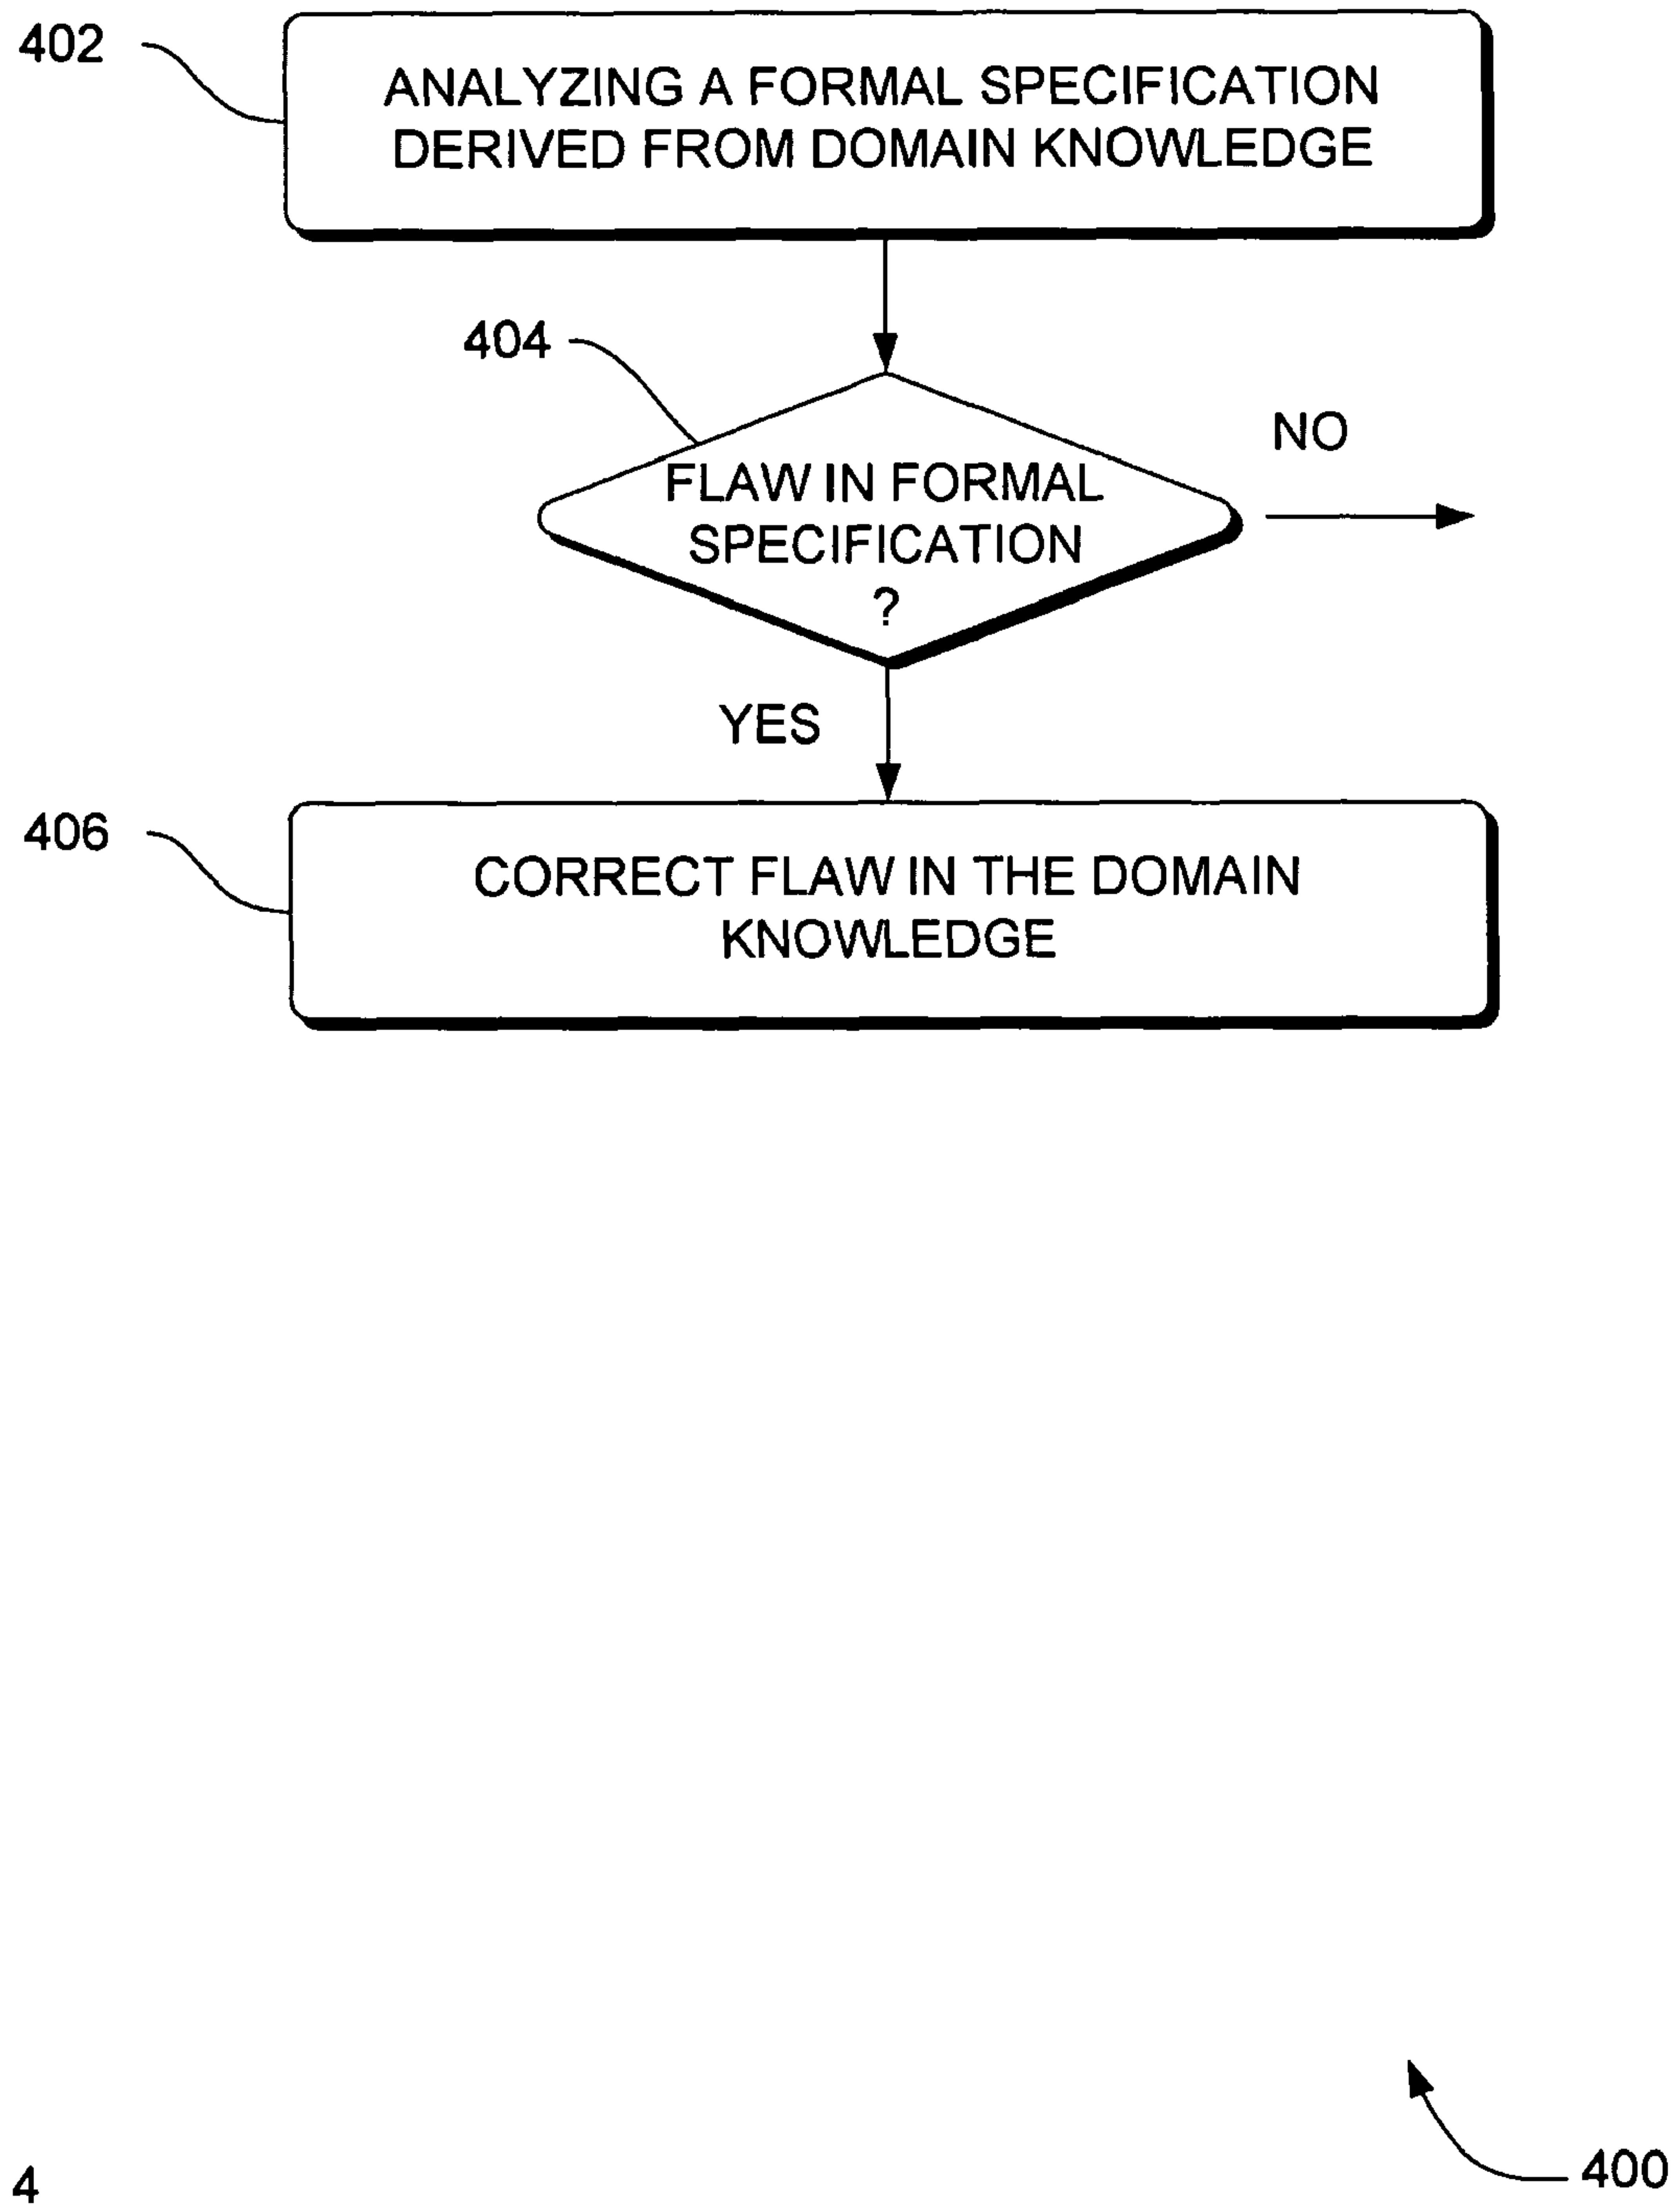 402
ANALYZING A FORMAL SPECIFICATION
DERIVED FROM DOMAIN KNOWLEDGE
404
NO
FLAW IN FORMAL
SPECIFICATION
?
YES
406
CORRECT FLAW IN THE DOMAIN
KNOWLEDGE
400
4